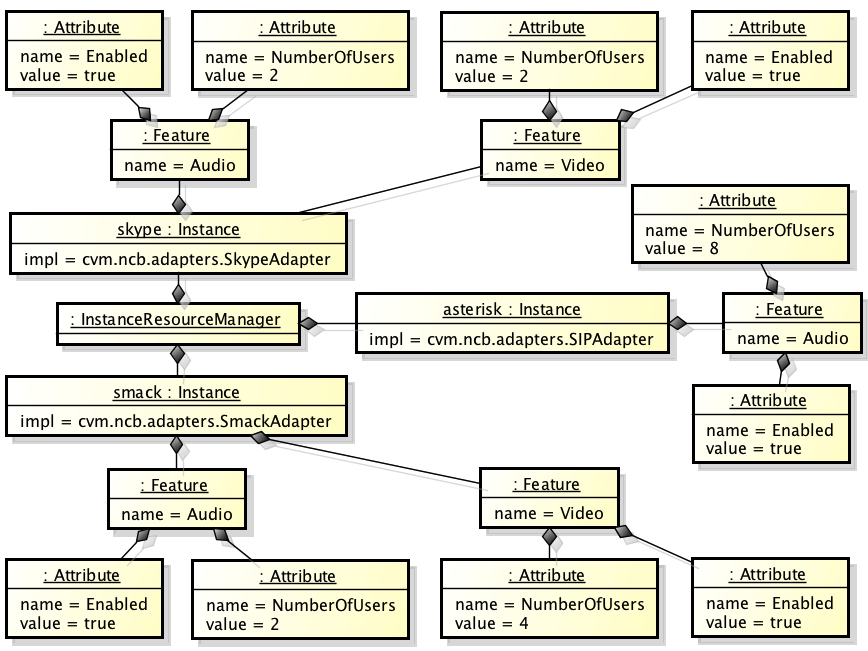 : Attribute
name = Enabled
value = true
: Attribute
name = NumberOfUsers
value = 2
: Attribute
name = NumberOfUsers
value = 2
: Attribute
name = Enabled
value = true
: Feature
name = Audio
: Feature
name = Video
: Attribute
name = NumberOfUsers
value = 8
skype : Instance
impl = cvm.ncb.adapters.SkypeAdapter
: InstanceResourceManager
asterisk : Instance
impl = cvm.ncb.adapters.SIPAdapter
: Feature
name = Audio
smack : Instance
impl = cvm.ncb.adapters.SmackAdapter
: Attribute
name = Enabled
value = true
: Feature
name = Audio
: Feature
name = Video
: Attribute
name = Enabled
value = true
: Attribute
name = NumberOfUsers
value = 2
: Attribute
name = NumberOfUsers
value = 4
: Attribute
name = Enabled
value = true